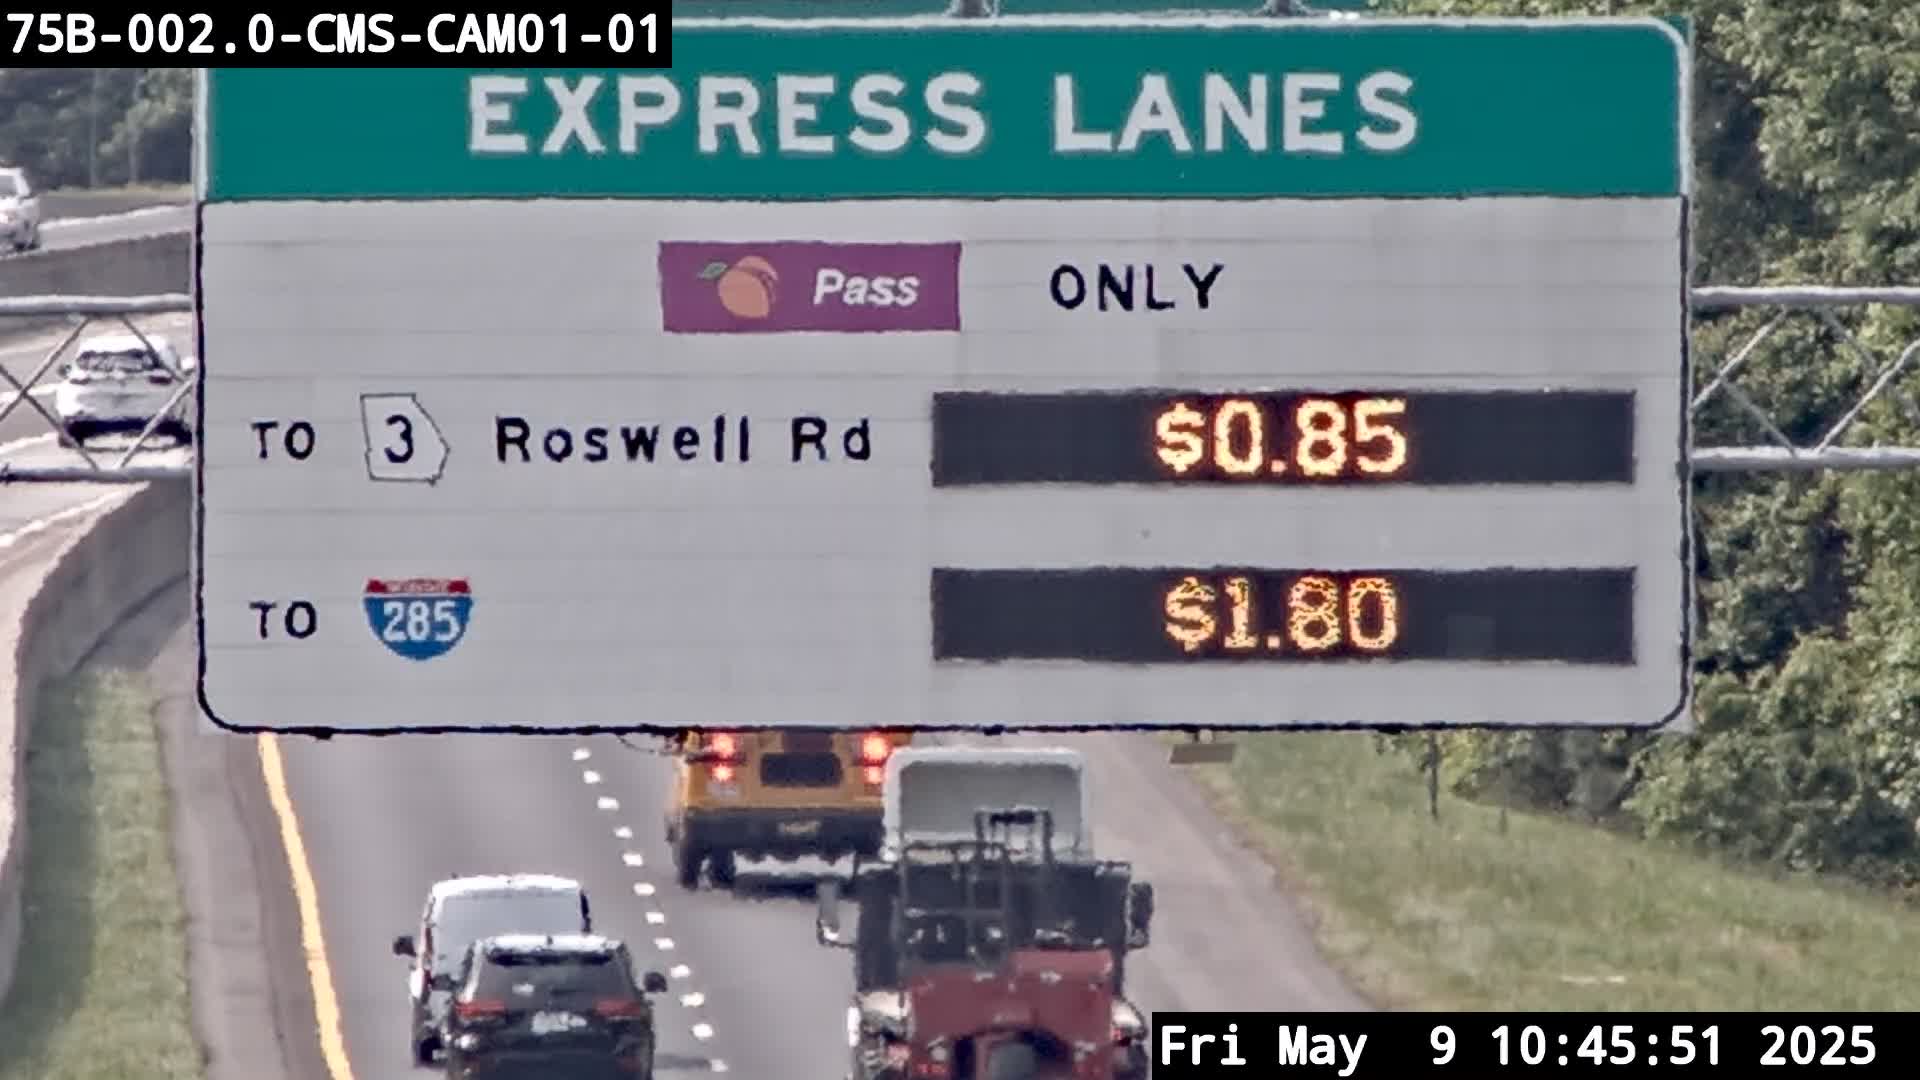 75B-002.0-CMS-CAM01-01
EXPRESS LANES
Pass ONLY
TO 3 Roswell Rd $0.85
TO 285 $1.80
Fri May 9 10:45:51 2025